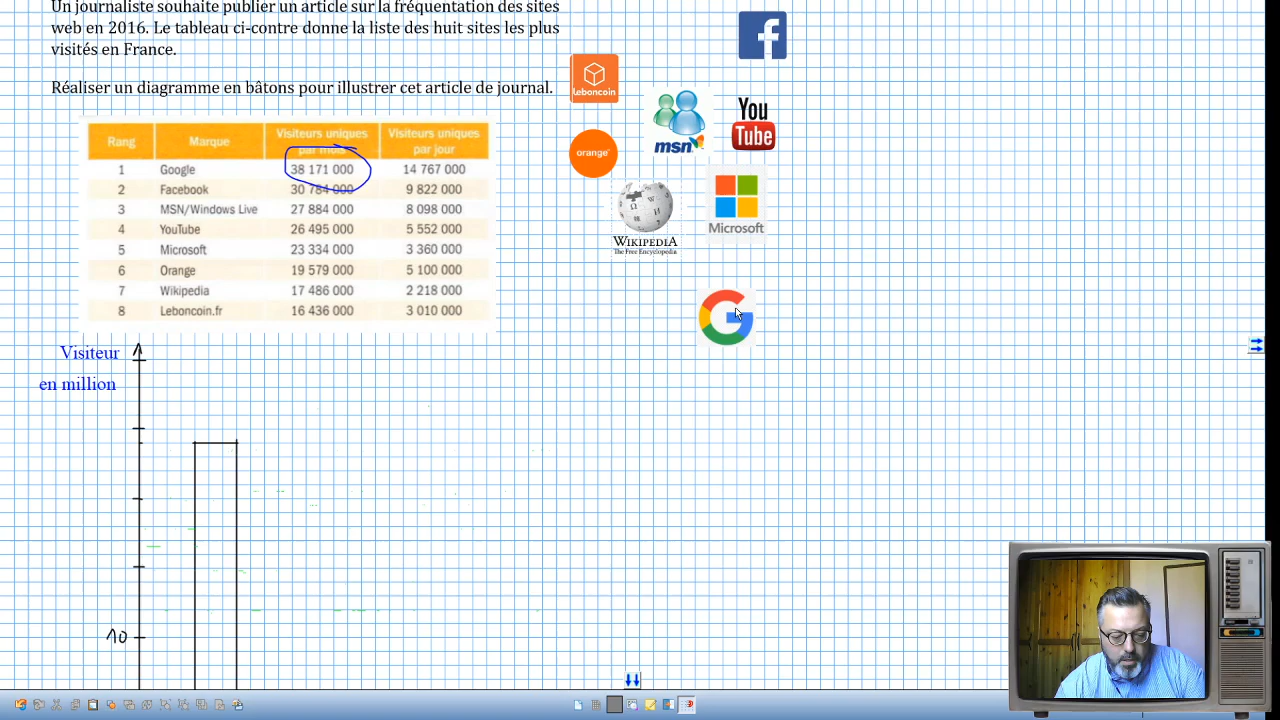 Un journaliste souhaite publier un article sur la fréquentation des sites
web en 2016. Le tableau ci-contre donne la liste des huit sites les plus
visités en France.
Réaliser un diagramme en bâtons pour illustrer cet article de journal.
Rang Marque Visiteurs uniques par mois Visiteurs uniques par jour
1 Google 38 171 000 14 767 000
2 Facebook 30 784 000 9 822 000
3 MSN/Windows Live 27 884 000 8 098 000
4 YouTube 26 495 000 5 552 000
5 Microsoft 23 334 000 3 360 000
6 Orange 19 579 000 5 100 000
7 Wikipedia 17 486 000 2 218 000
8 Leboncoin.fr 16 436 000 3 010 000
f
leboncoin
msn
You
Tube
orange
WIKIPEDIA
The Free Encyclopedia
Microsoft
G
Visiteur
en million
10